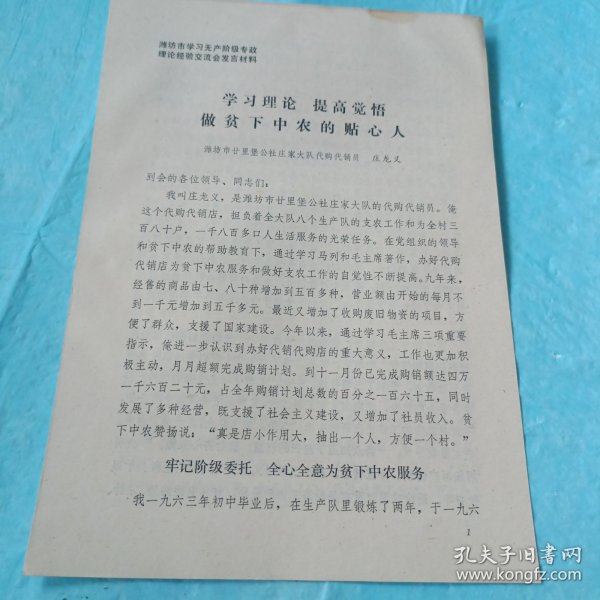 潍坊市学习无产阶级专政
理论经验交流会发言材料
学习理论 提高觉悟
做贫下中农的贴心人
潍坊市廿里堡公社庄家大队代购代销员 庄龙义
到会的各位领导、同志们：
我叫庄龙义，是潍坊市廿里堡公社庄家大队的代购代销员。俺
这个代购代销店，担负着全大队八个生产队的支农工作和为全村三
百八十户，一千八百多口人生活服务的光荣任务。在党组织的领导
和贫下中农的帮助教育下，通过学习马列和毛主席著作，办好代购
代销店为贫下中农服务和做好支农工作的自觉性不断提高。九年来，
经售的商品由七、八十种增加到五百多种，营业额由开始的每月不
到一千元增加到五千多元。最近又增加了收购废旧物资的项目，方
便了群众，支援了国家建设。今年以来，通过学习毛主席三项重要
指示，俺进一步认识到办好代销代购店的重大意义，工作也更加积
极主动，月月超额完成购销计划。到十一月份已完成购销额达四万
一千六百二十元，占全年购销计划总数的百分之一百六十五，同时
发展了多种经营，既支援了社会主义建设，又增加了社员收入。贫
下中农赞扬说：“真是店小作用大，抽出一个人，方便一个村。”
牢记阶级委托 全心全意为贫下中农服务
我一九六三年初中毕业后，在生产队里锻炼了两年，于一九六
1
孔夫子旧书网
www.kongfz.com